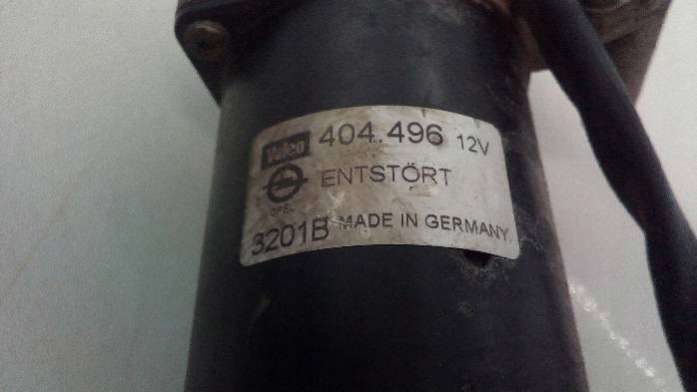 Valeo 404.496 12V
ENTSTÖRT
OPEL
3201B MADE IN GERMANY